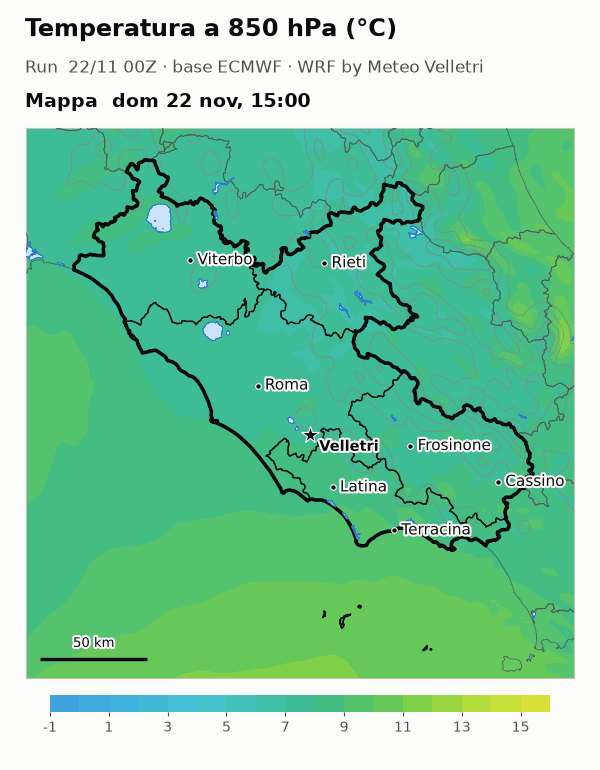 Temperatura a 850 hPa (°C)
Run  22/11 00Z · base ECMWF · WRF by Meteo Velletri
Mappa  dom 22 nov, 15:00
Viterbo
Rieti
Roma
Velletri
Frosinone
Cassino
Latina
Terracina
50 km
-1 1 3 5 7 9 11 13 15